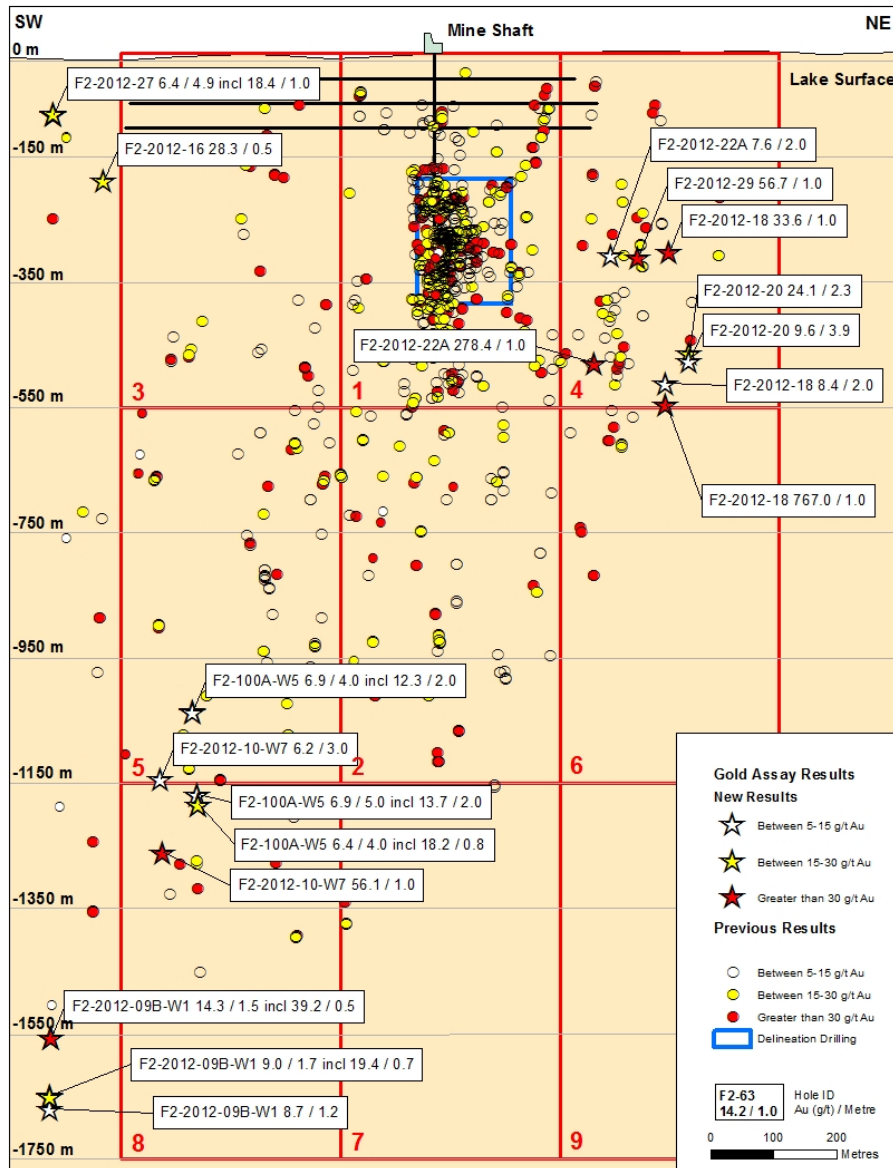 SW
NE
Mine Shaft
0 m
Lake Surface
F2-2012-27 6.4 / 4.9 incl 18.4 / 1.0
F2-2012-16 28.3 / 0.5
-150 m
F2-2012-22A 7.6 / 2.0
F2-2012-29 56.7 / 1.0
F2-2012-18 33.6 / 1.0
-350 m
F2-2012-20 24.1 / 2.3
F2-2012-20 9.6 / 3.9
F2-2012-22A 278.4 / 1.0
F2-2012-18 8.4 / 2.0
3
1
4
-550 m
F2-2012-18 767.0 / 1.0
-750 m
-950 m
F2-100A-W5 6.9 / 4.0 incl 12.3 / 2.0
F2-2012-10-W7 6.2 / 3.0
5
2
6
-1150 m
F2-100A-W5 6.9 / 5.0 incl 13.7 / 2.0
F2-100A-W5 6.4 / 4.0 incl 18.2 / 0.8
F2-2012-10-W7 56.1 / 1.0
-1350 m
F2-2012-09B-W1 14.3 / 1.5 incl 39.2 / 0.5
-1550 m
F2-2012-09B-W1 9.0 / 1.7 incl 19.4 / 0.7
F2-2012-09B-W1 8.7 / 1.2
8
7
9
-1750 m
Gold Assay Results
New Results
Between 5-15 g/t Au
Between 15-30 g/t Au
Greater than 30 g/t Au
Previous Results
Between 5-15 g/t Au
Between 15-30 g/t Au
Greater than 30 g/t Au
Delineation Drilling
F2-63
14.2 / 1.0
Hole ID
Au (g/t) / Metre
0 100 200
Metres